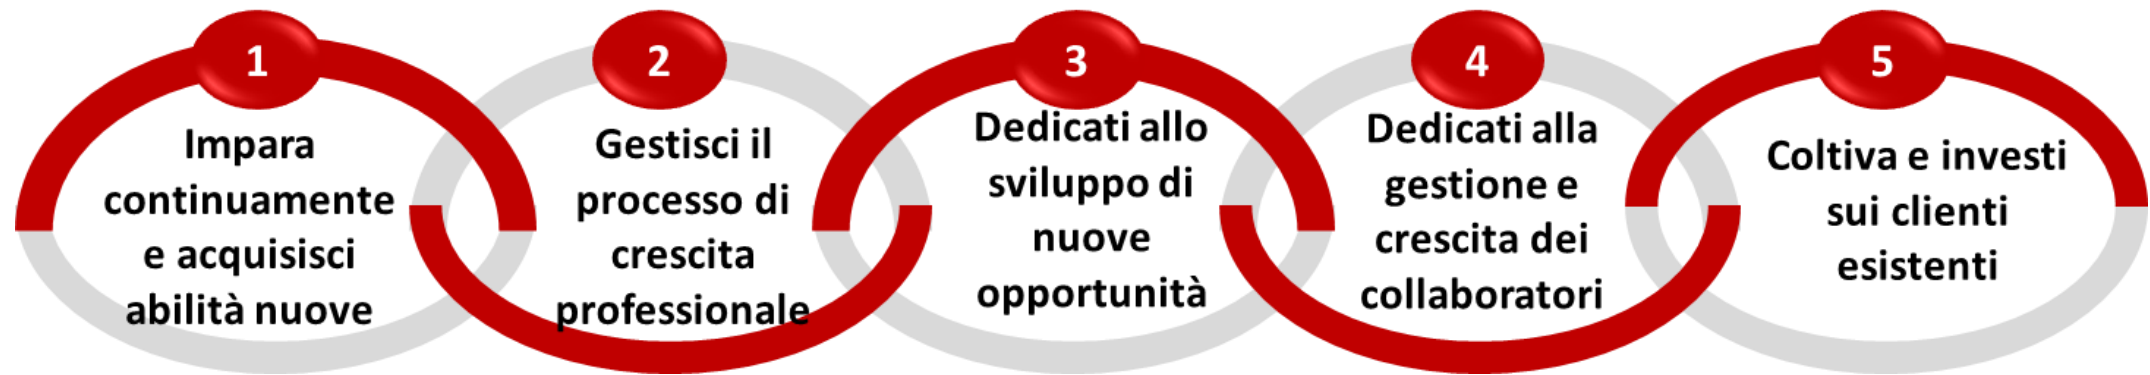 1
Impara
continuamente
e acquisisci
abilità nuove
2
Gestisci il
processo di
crescita
professionale
3
Dedicati allo
sviluppo di
nuove
opportunità
4
Dedicati alla
gestione e
crescita dei
collaboratori
5
Coltiva e investi
sui clienti
esistenti